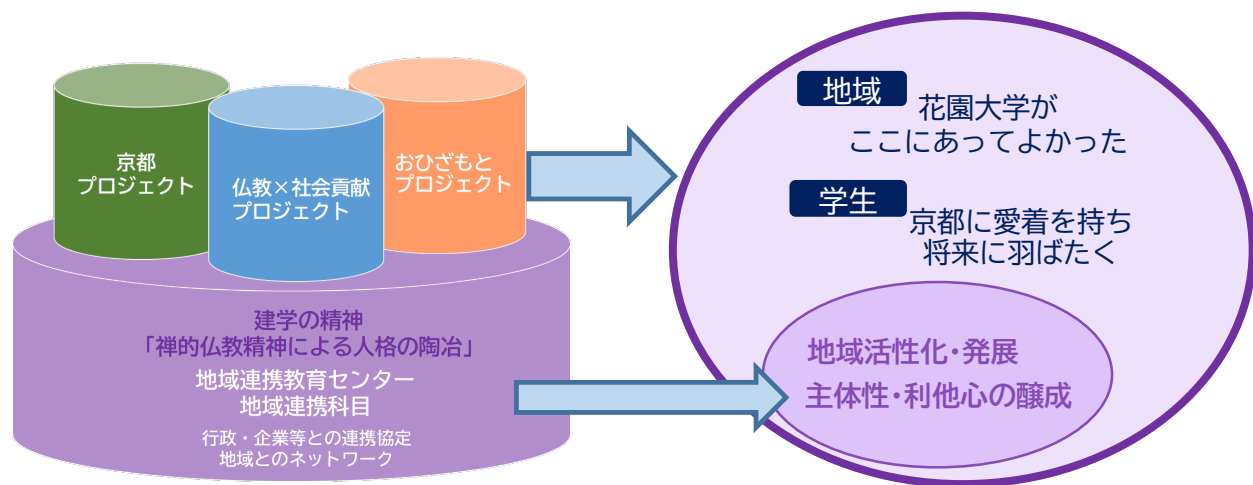 京都
プロジェクト
仏教×社会貢献
プロジェクト
おひざもと
プロジェクト
建学の精神
「禅的仏教精神による人格の陶冶」
地域連携教育センター
地域連携科目
行政・企業等との連携協定
地域とのネットワーク
地域
花園大学が
ここにあってよかった
学生
京都に愛着を持ち
将来に羽ばたく
地域活性化・発展
主体性・利他心の醸成